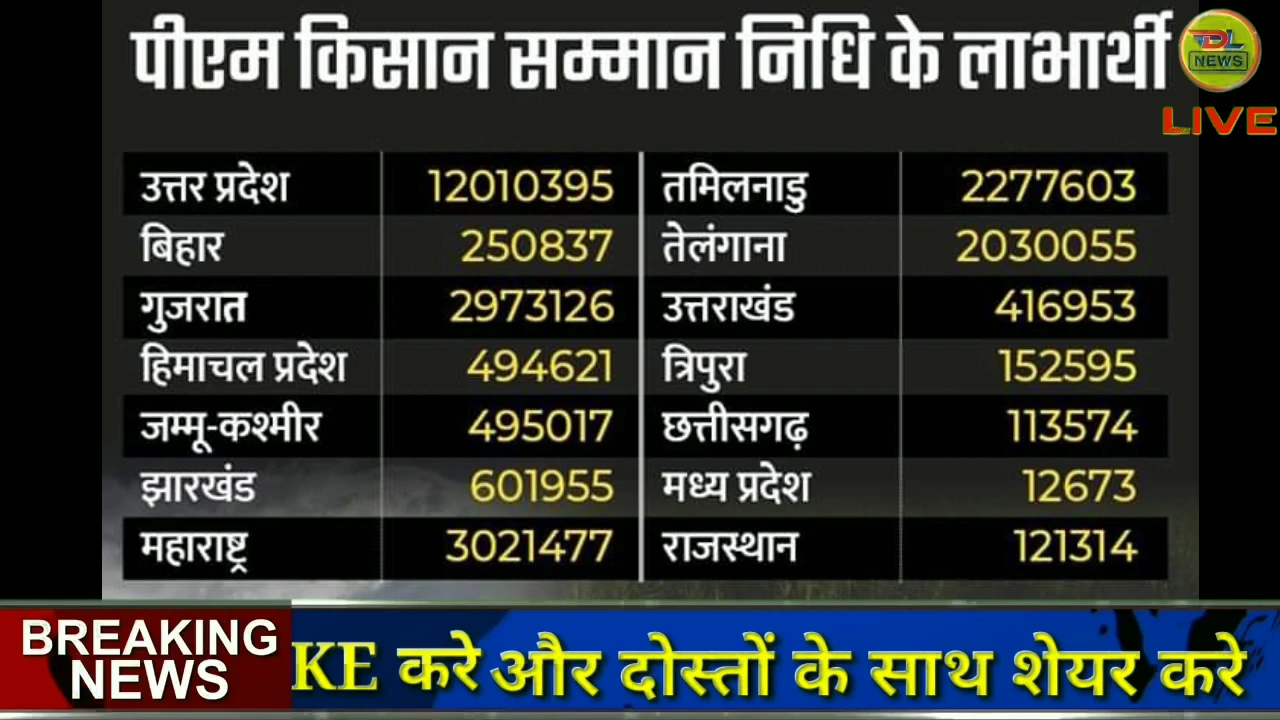 पीएम किसान सम्मान निधि के लाभार्थी
DL
NEWS
LIVE
उत्तर प्रदेश 12010395 तमिलनाडु 2277603
बिहार 250837 तेलंगाना 2030055
गुजरात 2973126 उत्तराखंड 416953
हिमाचल प्रदेश 494621 त्रिपुरा 152595
जम्मू-कश्मीर 495017 छत्तीसगढ़ 113574
झारखंड 601955 मध्य प्रदेश 12673
महाराष्ट्र 3021477 राजस्थान 121314
BREAKING
NEWS
KE करे और दोस्तों के साथ शेयर करे